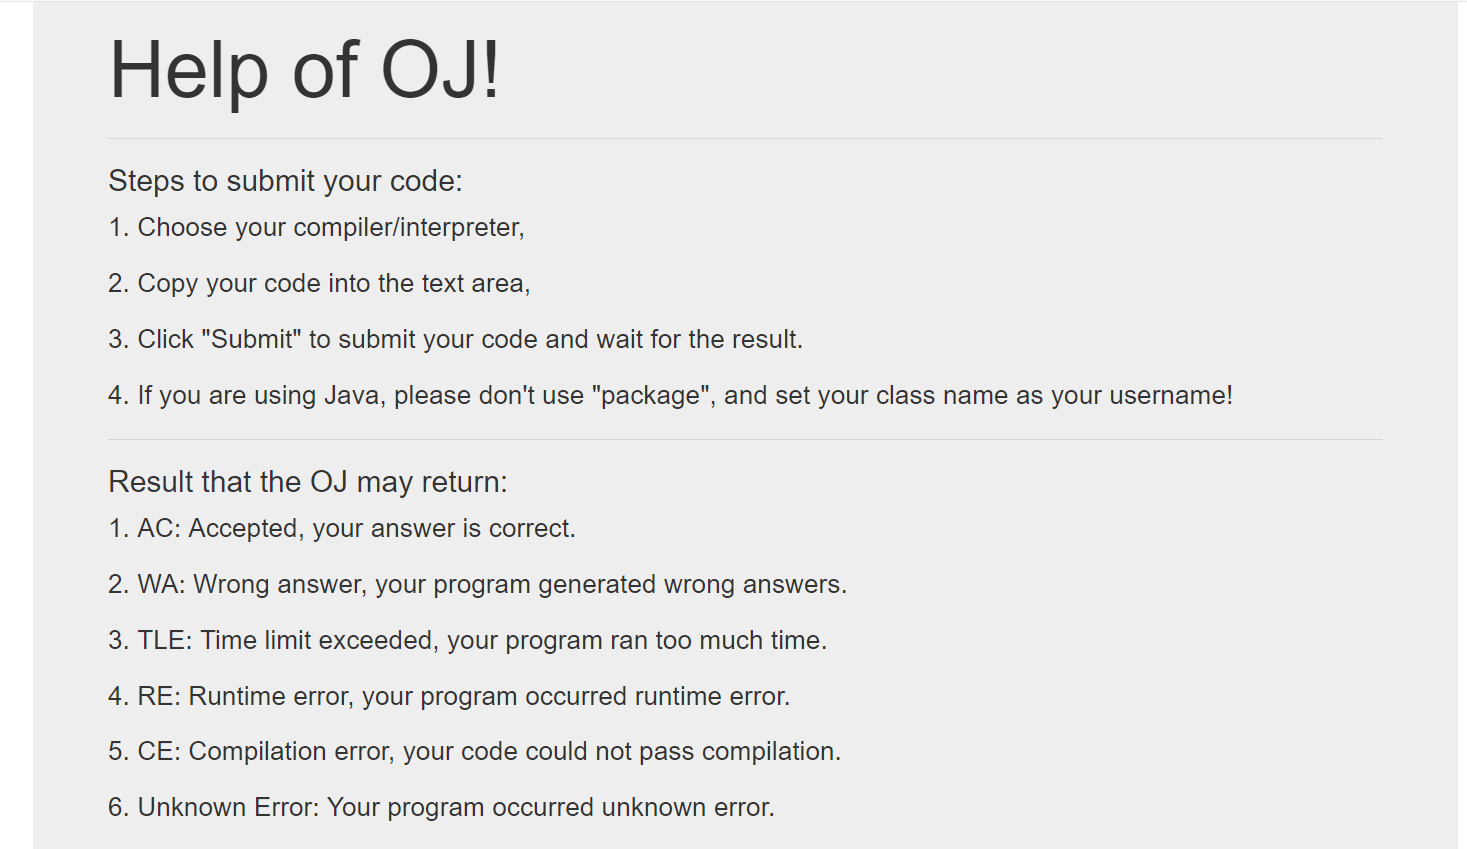 Help of OJ!
Steps to submit your code:
1. Choose your compiler/interpreter,
2. Copy your code into the text area,
3. Click "Submit" to submit your code and wait for the result.
4. If you are using Java, please don't use "package", and set your class name as your username!
Result that the OJ may return:
1. AC: Accepted, your answer is correct.
2. WA: Wrong answer, your program generated wrong answers.
3. TLE: Time limit exceeded, your program ran too much time.
4. RE: Runtime error, your program occurred runtime error.
5. CE: Compilation error, your code could not pass compilation.
6. Unknown Error: Your program occurred unknown error.